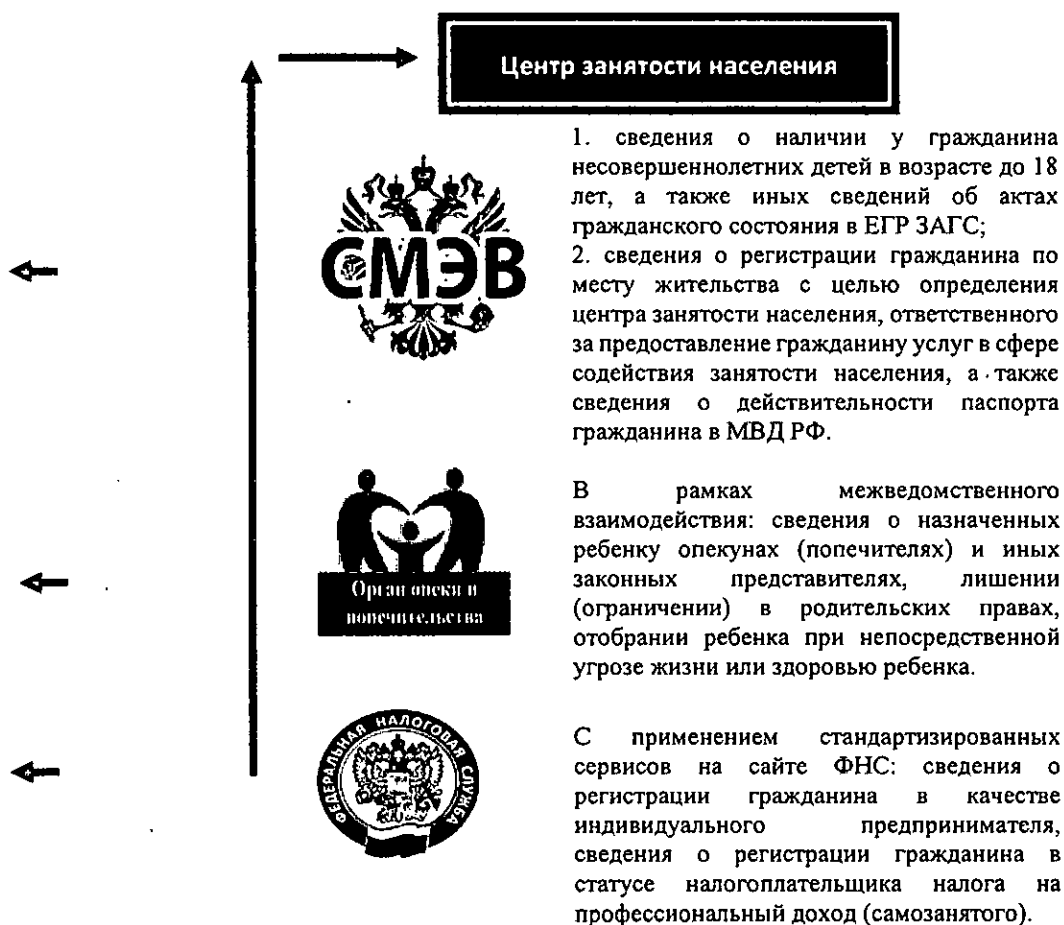 Центр занятости населения
1. сведения о наличии у гражданина
несовершеннолетних детей в возрасте до 18
лет, а также иных сведений об актах
гражданского состояния в ЕГР ЗАГС;
2. сведения о регистрации гражданина по
месту жительства с целью определения
центра занятости населения, ответственного
за предоставление гражданину услуг в сфере
содействия занятости населения, а также
сведения о действительности паспорта
гражданина в МВД РФ.
СМЭВ
В рамках межведомственного
взаимодействия: сведения о назначенных
ребенку опекунах (попечителях) и иных
законных представителях, лишении
(ограничении) в родительских правах,
отобрании ребенка при непосредственной
угрозе жизни или здоровью ребенка.
Орган опеки и
попечительства
С применением стандартизированных
сервисов на сайте ФНС: сведения о
регистрации гражданина в качестве
индивидуального предпринимателя,
сведения о регистрации гражданина в
статусе налогоплательщика налога на
профессиональный доход (самозанятого).
ФЕДЕРАЛЬНАЯ НАЛОГОВАЯ СЛУЖБА